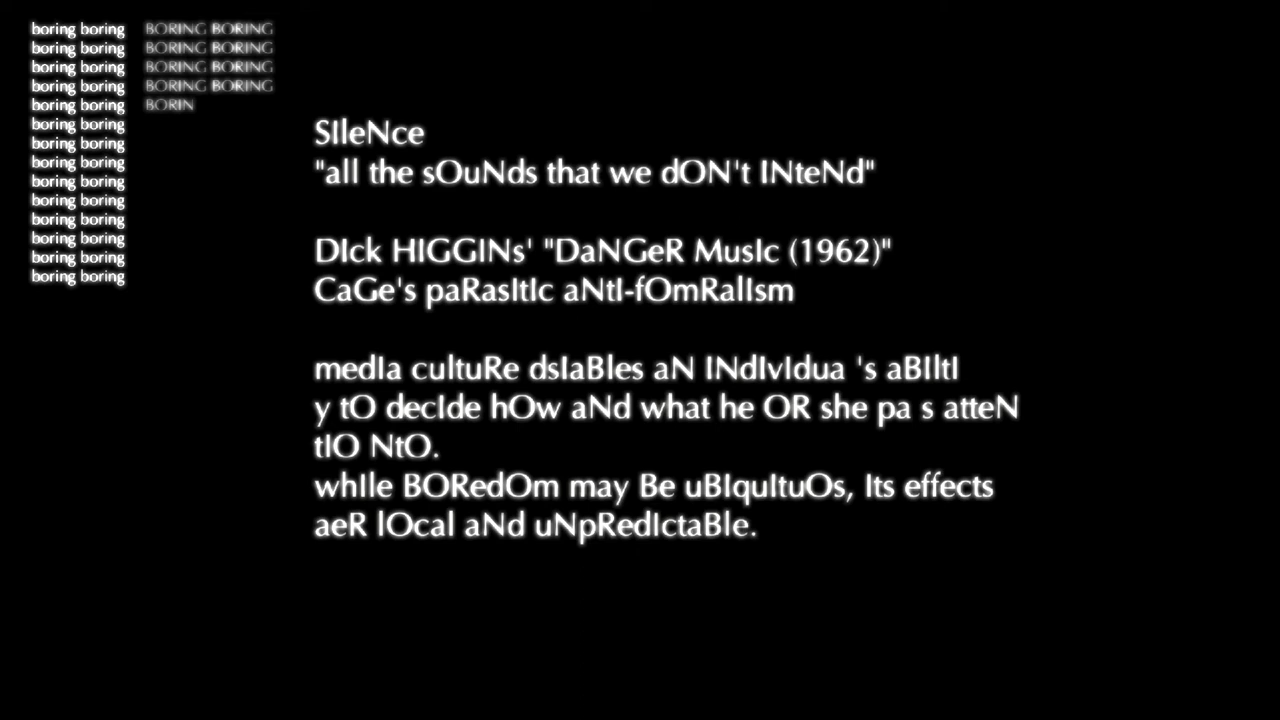 boring boring
boring boring
boring boring
boring boring
boring boring
boring boring
boring boring
boring boring
boring boring
boring boring
boring boring
boring boring
boring boring
boring boring
BORING BORING
BORING BORING
BORING BORING
BORING BORING
BORIN
SIleNce
"all the sOuNds that we dON't INteNd"
DIck HIGGINs' "DaNGeR MusIc (1962)"
CaGe's paRasItIc aNtI-fOmRalIsm
medIa cultuRe dsIaBles aN INdIvIdua 's aBIltI
y tO decIde hOw aNd what he OR she pa s atteN
tIO NtO.
whIle BORedOm may Be uBIquItuOs, Its effects
aeR lOcal aNd uNpRedIctaBle.